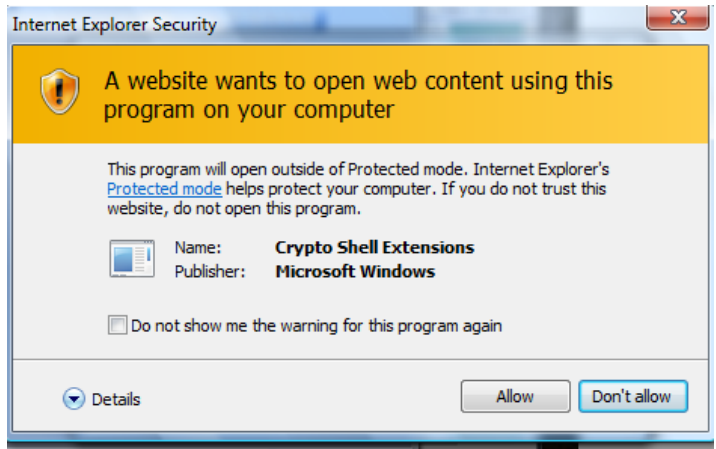 Internet Explorer Security
A website wants to open web content using this
program on your computer
This program will open outside of Protected mode. Internet Explorer's
Protected mode helps protect your computer. If you do not trust this
website, do not open this program.
Name: Crypto Shell Extensions
Publisher: Microsoft Windows
Do not show me the warning for this program again
Details
Allow
Don't allow